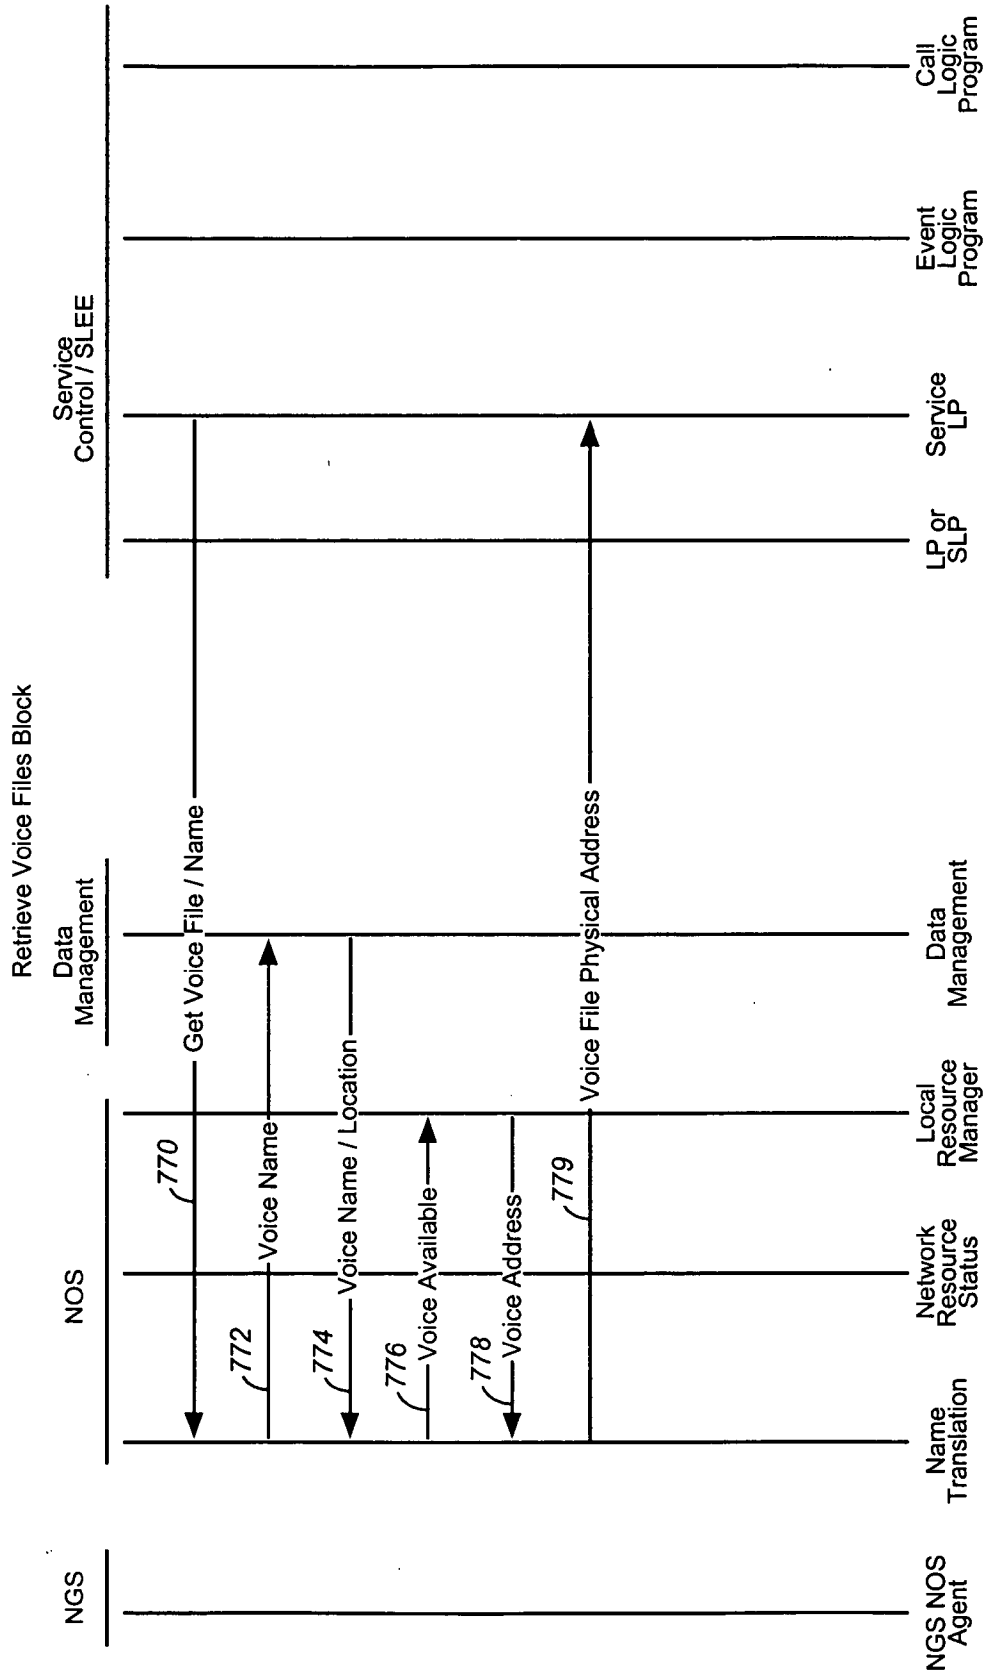 Retrieve Voice Files Block
NGS
NOS
Data
Management
Service
Control / SLEE
770
Get Voice File / Name
772
Voice Name
774
Voice Name / Location
776
Voice Available
778
Voice Address
779
Voice File Physical Address
NGS NOS
Agent
Name
Translation
Network
Resource
Status
Local
Resource
Manager
Data
Management
LP or
SLP
Service
LP
Event
Logic
Program
Call
Logic
Program